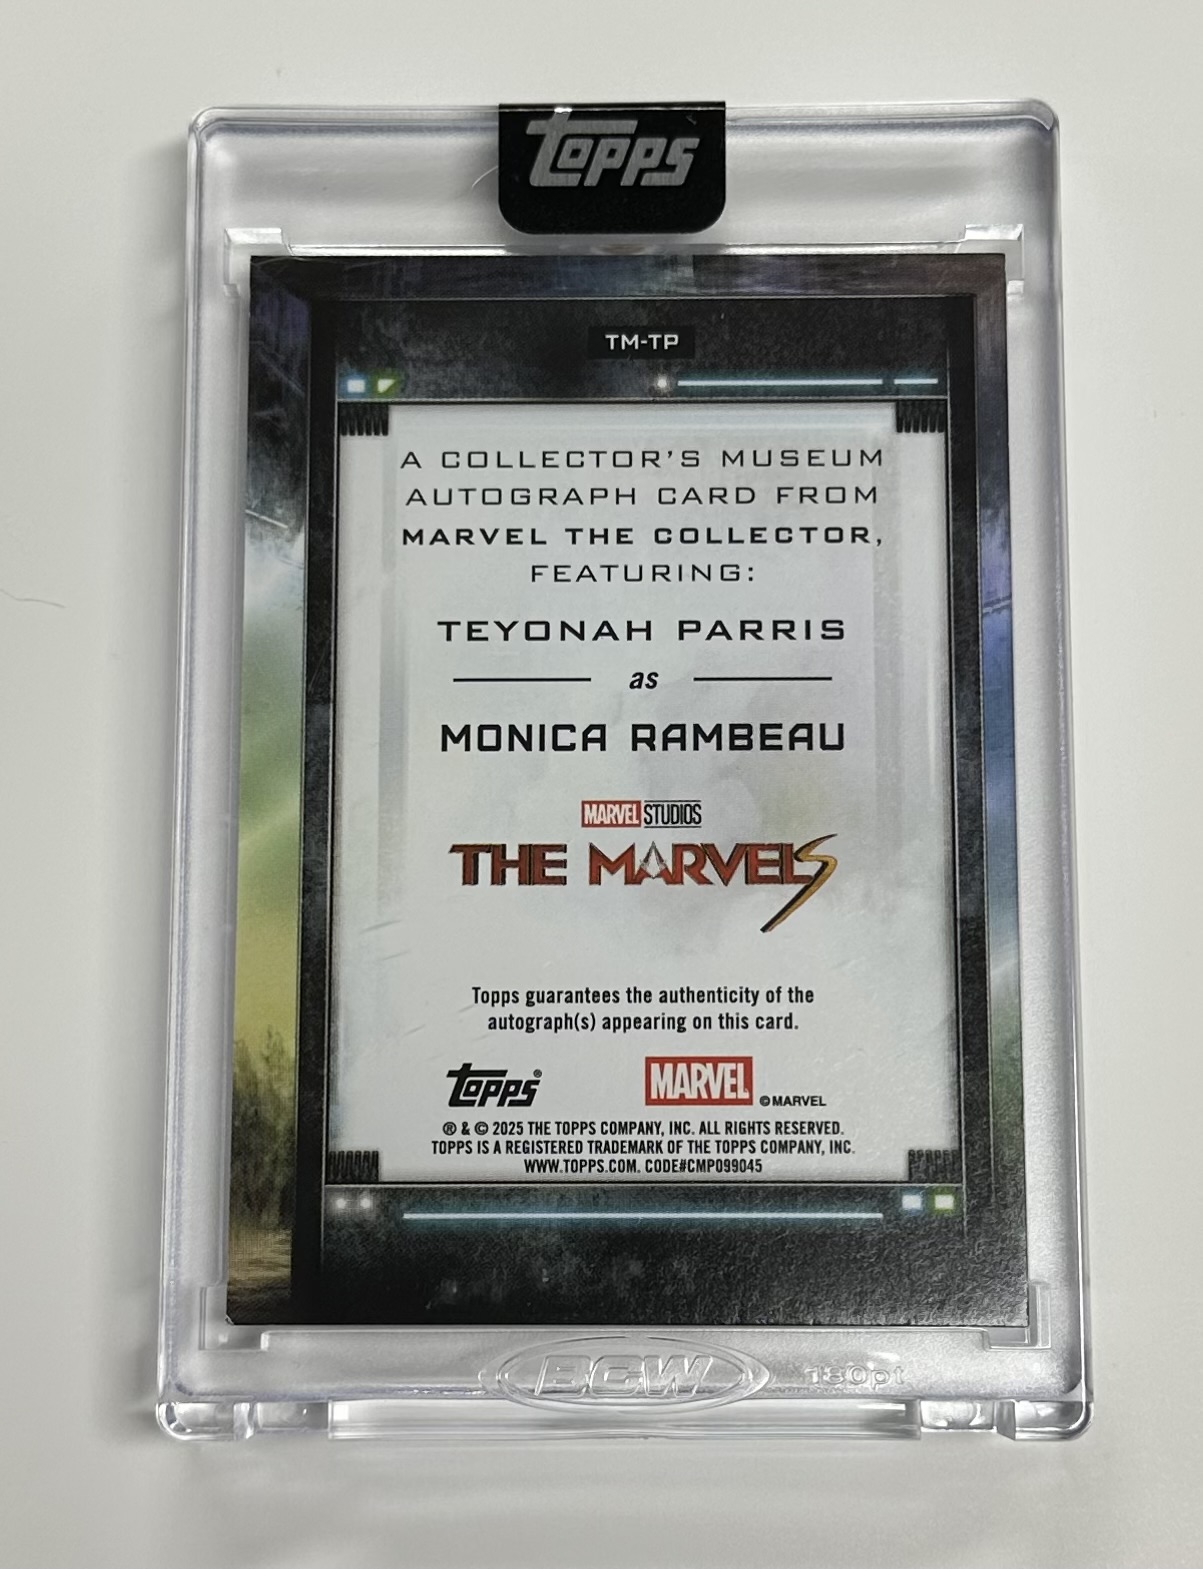 Topps
TM-TP
A COLLECTOR'S MUSEUM
AUTOGRAPH CARD FROM
MARVEL THE COLLECTOR,
FEATURING:
TEYONAH PARRIS
as
MONICA RAMBEAU
MARVEL STUDIOS
THE MARVELS
Topps guarantees the authenticity of the
autograph(s) appearing on this card.
Topps® MARVEL © MARVEL
® & © 2025 THE TOPPS COMPANY, INC. ALL RIGHTS RESERVED.
TOPPS IS A REGISTERED TRADEMARK OF THE TOPPS COMPANY, INC.
WWW.TOPPS.COM. CODE#CMP099045
BCW 180pt